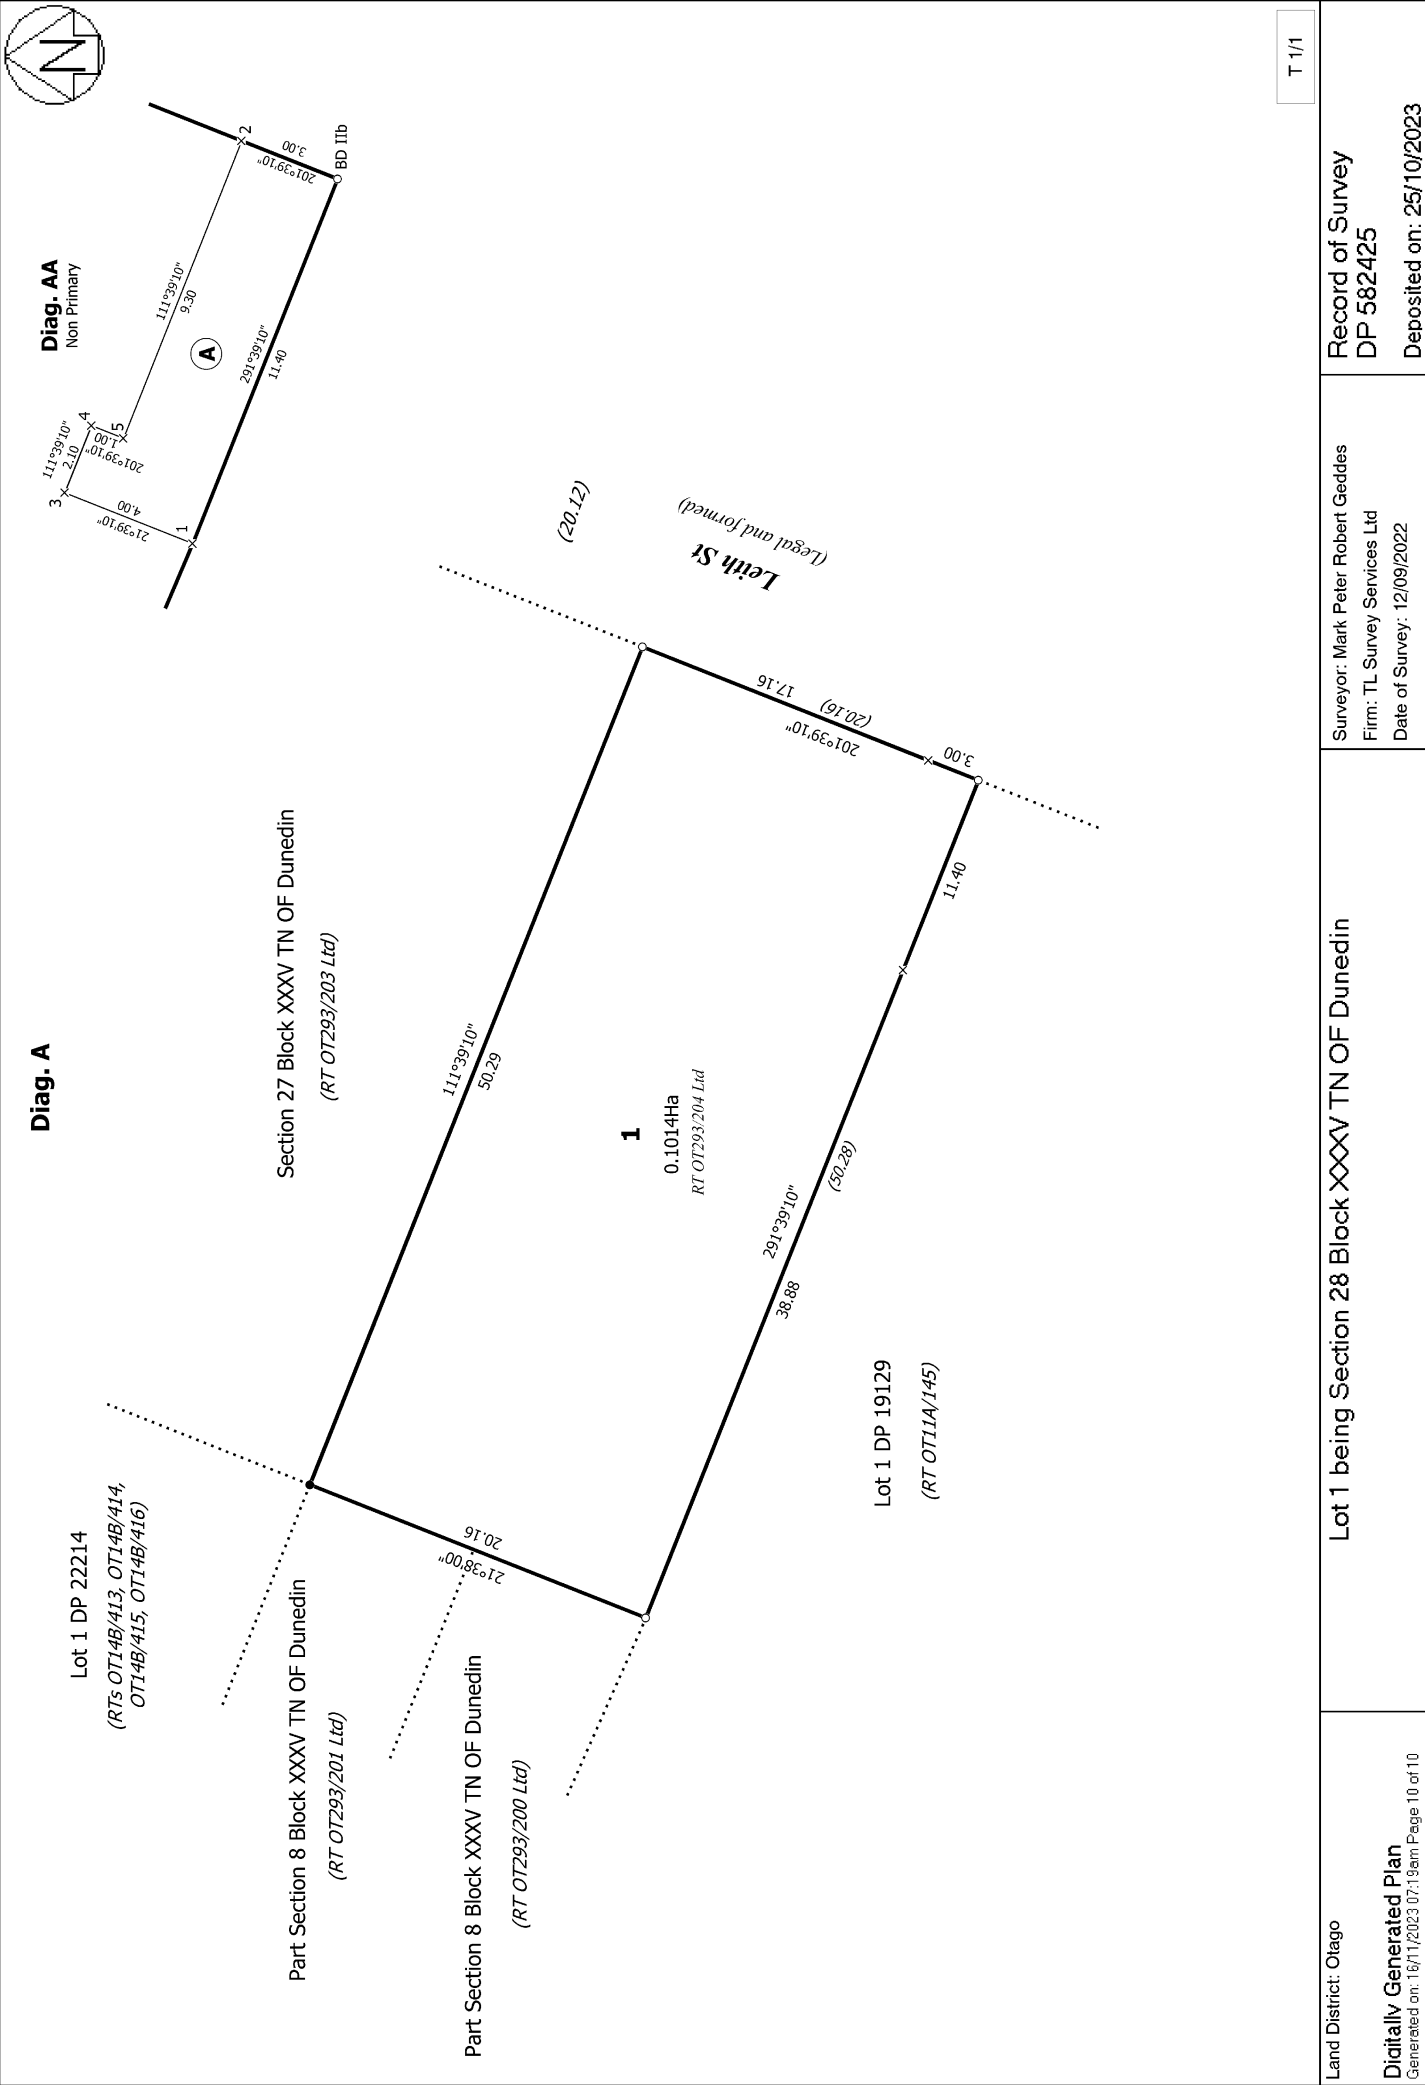 Diag. A
Diag. AA
Non Primary
N
3
111°39'10"
2.10
4
1.00
201°39'10"
5
21°39'10"
4.00
1
111°39'10"
9.30
A
291°39'10"
11.40
2
3.00
201°39'10"
BD IIb
Lot 1 DP 22214
(RTs OT14B/413, OT14B/414,
OT14B/415, OT14B/416)
Section 27 Block XXXV TN OF Dunedin
(RT OT293/203 Ltd)
Part Section 8 Block XXXV TN OF Dunedin
(RT OT293/201 Ltd)
Part Section 8 Block XXXV TN OF Dunedin
(RT OT293/200 Ltd)
20.16
21°38'00"
111°39'10"
50.29
1
0.1014Ha
RT OT293/204 Ltd
291°39'10"
38.88
(50.28)
11.40
17.16
(20.16)
201°39'10"
3.00
(20.12)
Leith St
(Legal and formed)
Lot 1 DP 19129
(RT OT11A/145)
T 1/1
Land District: Otago
Digitally Generated Plan
Generated on: 16/11/2023 07:19am Page 10 of 10
Lot 1 being Section 28 Block XXXV TN OF Dunedin
Surveyor: Mark Peter Robert Geddes
Firm: TL Survey Services Ltd
Date of Survey: 12/09/2022
Record of Survey
DP 582425
Deposited on: 25/10/2023